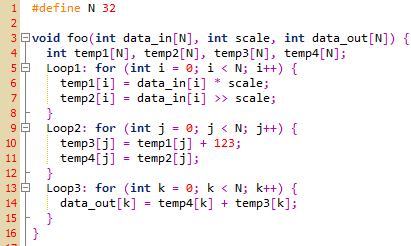 1 #define N 32
2
3 void foo(int data_in[N], int scale, int data_out[N]) {
4 int temp1[N], temp2[N], temp3[N], temp4[N];
5 Loop1: for (int i = 0; i < N; i++) {
6 temp1[i] = data_in[i] * scale;
7 temp2[i] = data_in[i] >> scale;
8 }
9 Loop2: for (int j = 0; j < N; j++) {
10 temp3[j] = temp1[j] + 123;
11 temp4[j] = temp2[j];
12 }
13 Loop3: for (int k = 0; k < N; k++) {
14 data_out[k] = temp4[k] + temp3[k];
15 }
16 }